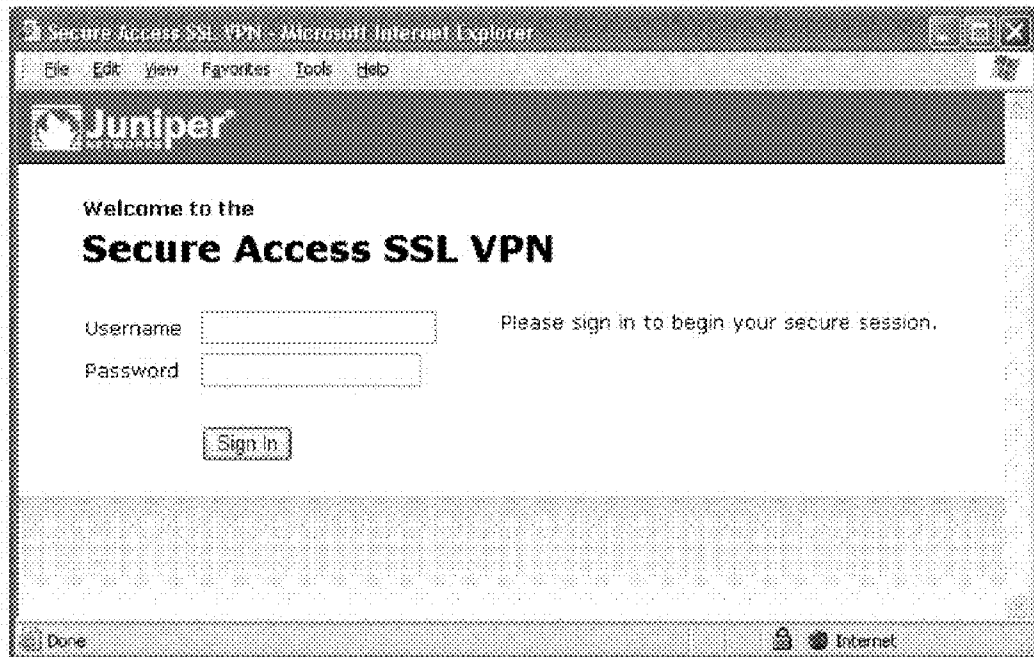 Secure Access SSL VPN - Microsoft Internet Explorer
File Edit View Favorites Tools Help
Juniper®
NETWORKS
Welcome to the
Secure Access SSL VPN
Username
Please sign in to begin your secure session.
Password
Sign In
Done
Internet